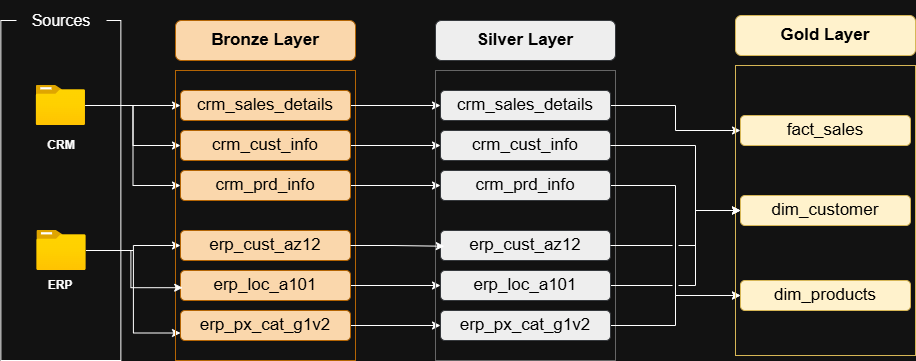 Sources
Bronze Layer
Silver Layer
Gold Layer
CRM
ERP
crm_sales_details
crm_cust_info
crm_prd_info
erp_cust_az12
erp_loc_a101
erp_px_cat_g1v2
crm_sales_details
crm_cust_info
crm_prd_info
erp_cust_az12
erp_loc_a101
erp_px_cat_g1v2
fact_sales
dim_customer
dim_products